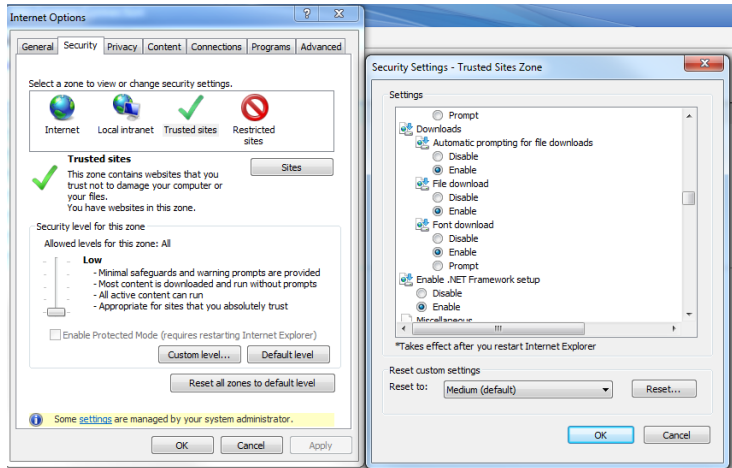 Internet Options
General Security Privacy Content Connections Programs Advanced
Select a zone to view or change security settings.
Internet Local intranet Trusted sites Restricted
sites
Trusted sites
Sites
This zone contains websites that you
trust not to damage your computer or
your files.
You have websites in this zone.
Security level for this zone
Allowed levels for this zone: All
Low
- Minimal safeguards and warning prompts are provided
- Most content is downloaded and run without prompts
- All active content can run
- Appropriate for sites that you absolutely trust
Enable Protected Mode (requires restarting Internet Explorer)
Custom level... Default level
Reset all zones to default level
Some settings are managed by your system administrator.
OK Cancel Apply
Security Settings - Trusted Sites Zone
Settings
Prompt
Downloads
Automatic prompting for file downloads
Disable
Enable
File download
Disable
Enable
Font download
Disable
Enable
Prompt
Enable .NET Framework setup
Disable
Enable
Miscellaneous
*Takes effect after you restart Internet Explorer
Reset custom settings
Reset to: Medium (default) Reset...
OK Cancel